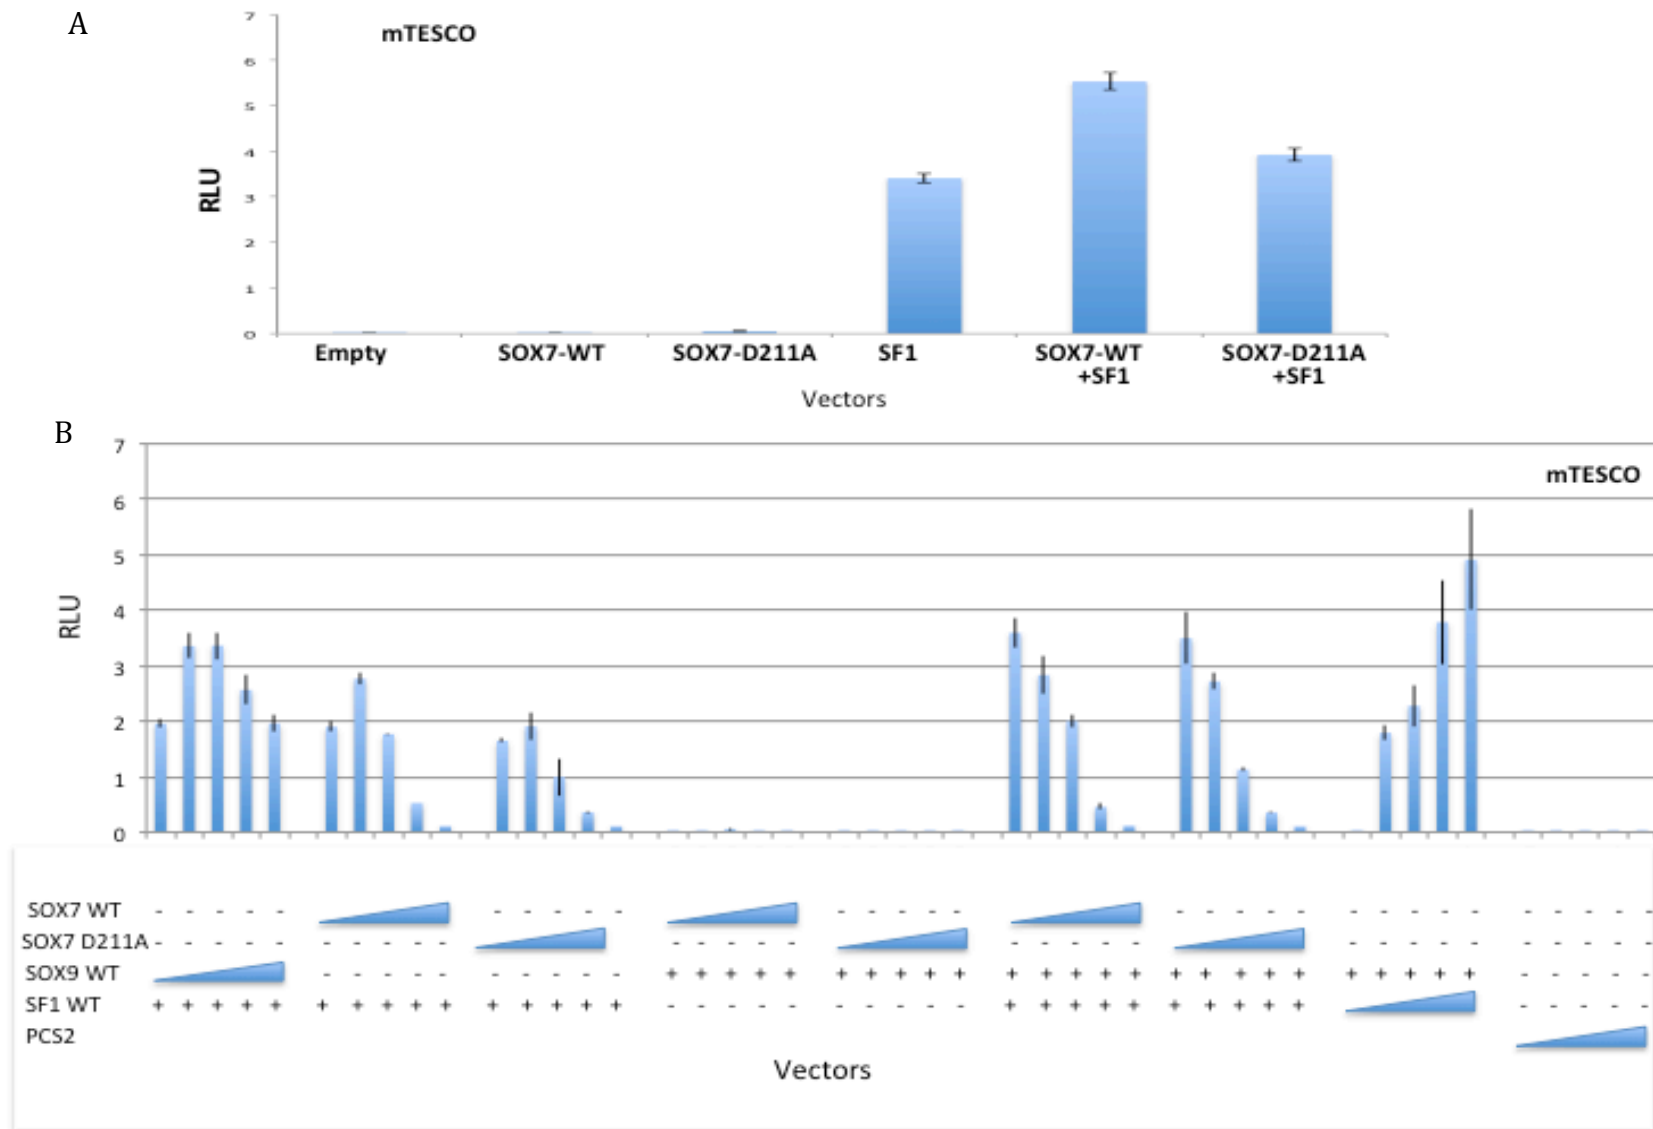 A
mTESCO
7
6
5
4
3
2
1
0
RLU
Empty SOX7-WT SOX7-D211A SF1 SOX7-WT SOX7-D211A
+SF1 +SF1
Vectors
B
mTESCO
7
6
5
4
3
2
1
0
RLU
SOX7 WT - - - - - - - - - - - - - - - - - - - - - - - - - - - - - -
SOX7 D211A - - - - - - - - - - - - - - - - - - - - - - - - - - - - - -
SOX9 WT - - - - - - - - - - + + + + + + + + + + + + + + + + + + + + + + + + + - - - - -
SF1 WT + + + + + + + + + + + + + + + - - - - - - - - - - + + + + + + + + + + - - - - -
PCS2
Vectors